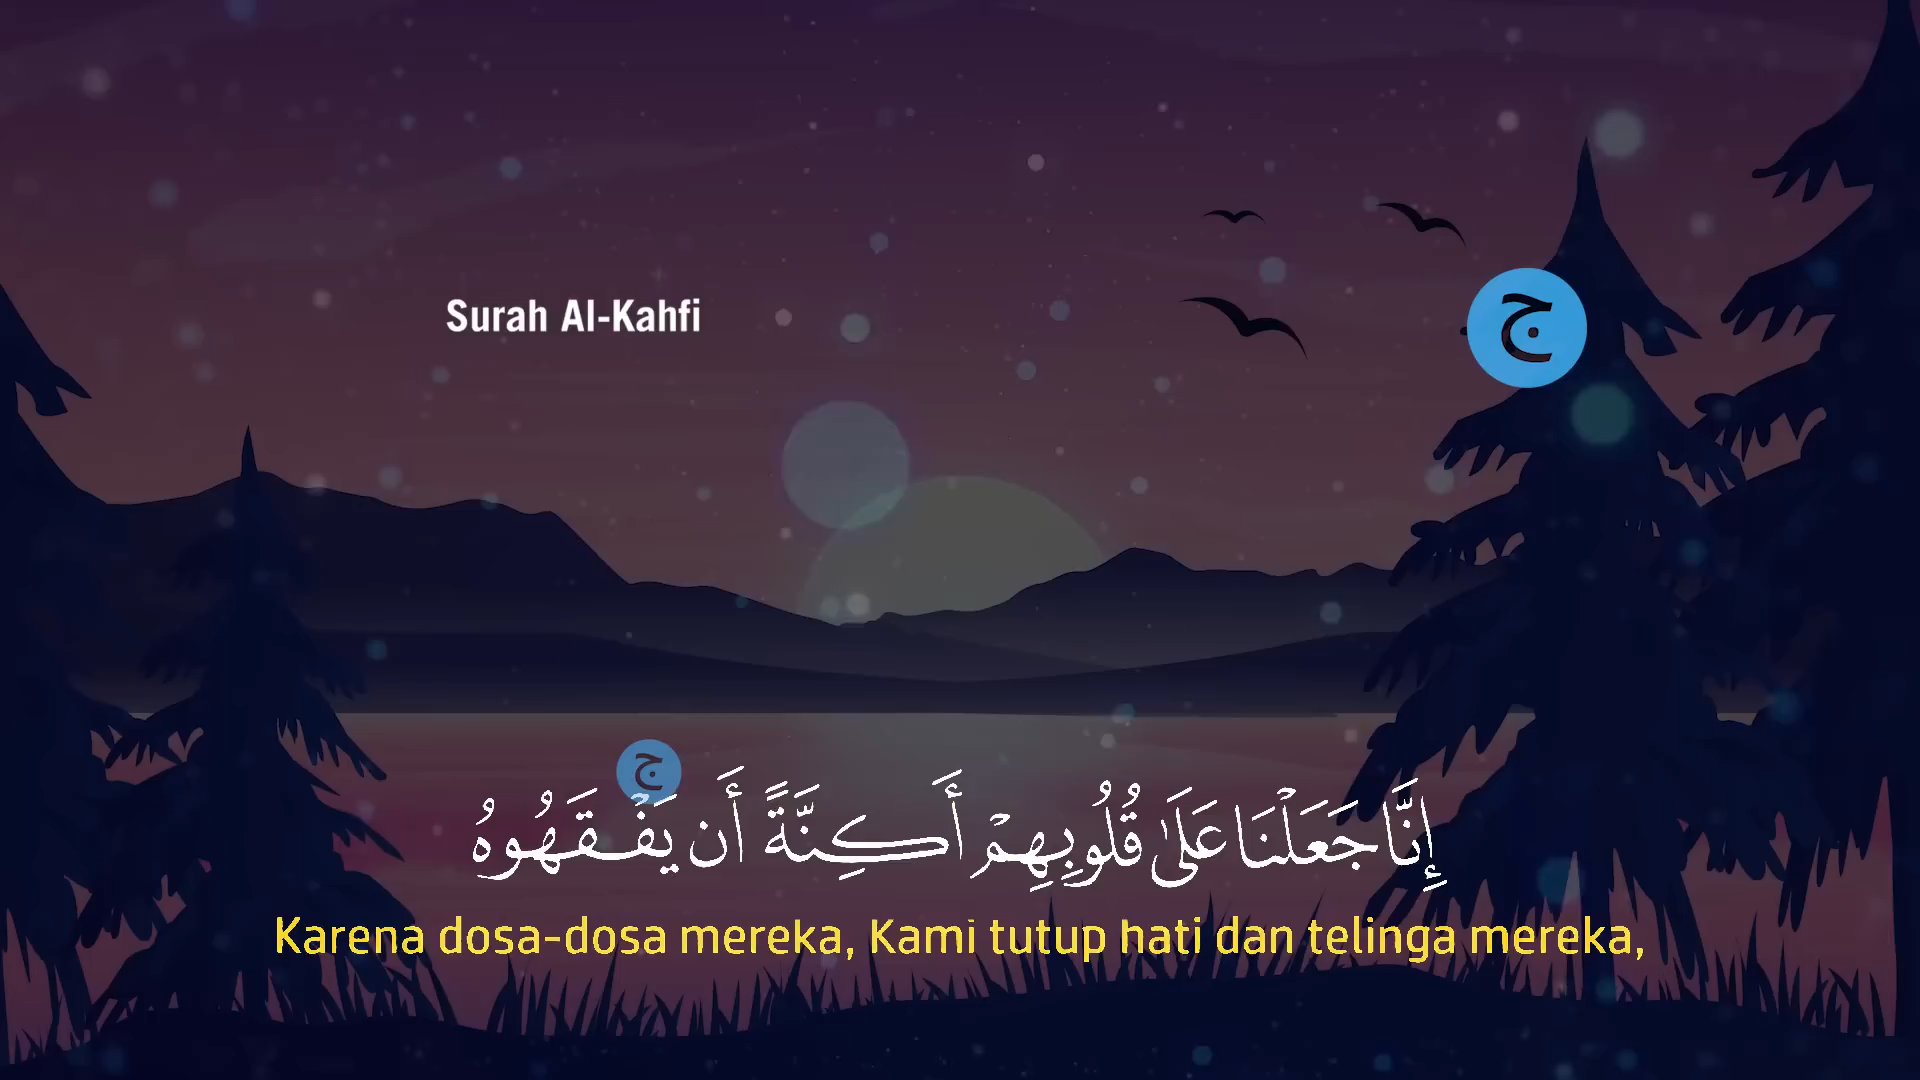 Surah Al-Kahfi
ج
ج
إِنَّا جَعَلْنَا عَلَىٰ قُلُوبِهِمْ أَكِنَّةً أَن يَفْقَهُوهُ
Karena dosa-dosa mereka, Kami tutup hati dan telinga mereka,